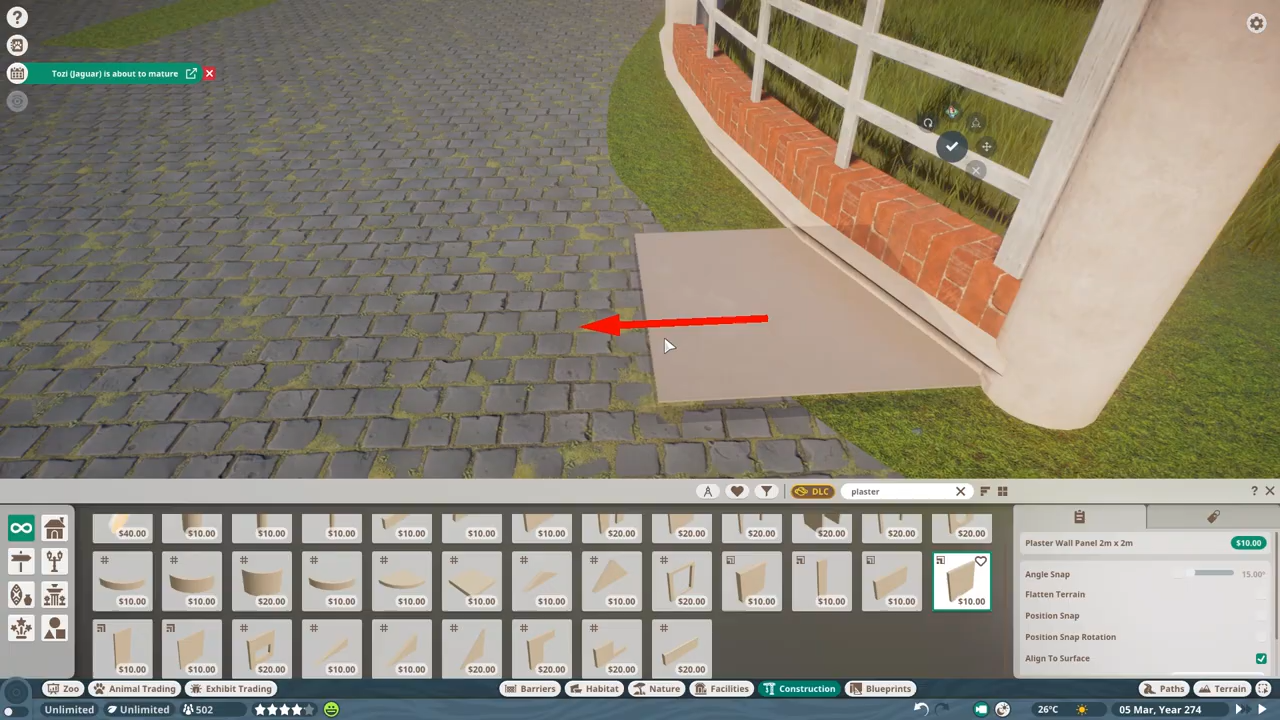 Tozi (Jaguar) is about to mature
DLC
plaster
$40.00 $10.00 $10.00 $10.00 $10.00 $10.00 $10.00 $20.00 $20.00 $20.00 $20.00 $20.00 $20.00
$10.00 $10.00 $10.00 $10.00 $10.00 $10.00 $10.00 $10.00 $20.00 $10.00 $10.00 $10.00 $10.00
$10.00 $10.00 $20.00 $10.00 $10.00 $20.00 $20.00 $20.00 $20.00
Plaster Wall Panel 2m x 2m $10.00
Angle Snap 15.00°
Flatten Terrain
Position Snap
Position Snap Rotation
Align To Surface
Zoo Animal Trading Exhibit Trading Barriers Habitat Nature Facilities Construction Blueprints Paths Terrain
Unlimited Unlimited 502 26°C 05 Mar, Year 274